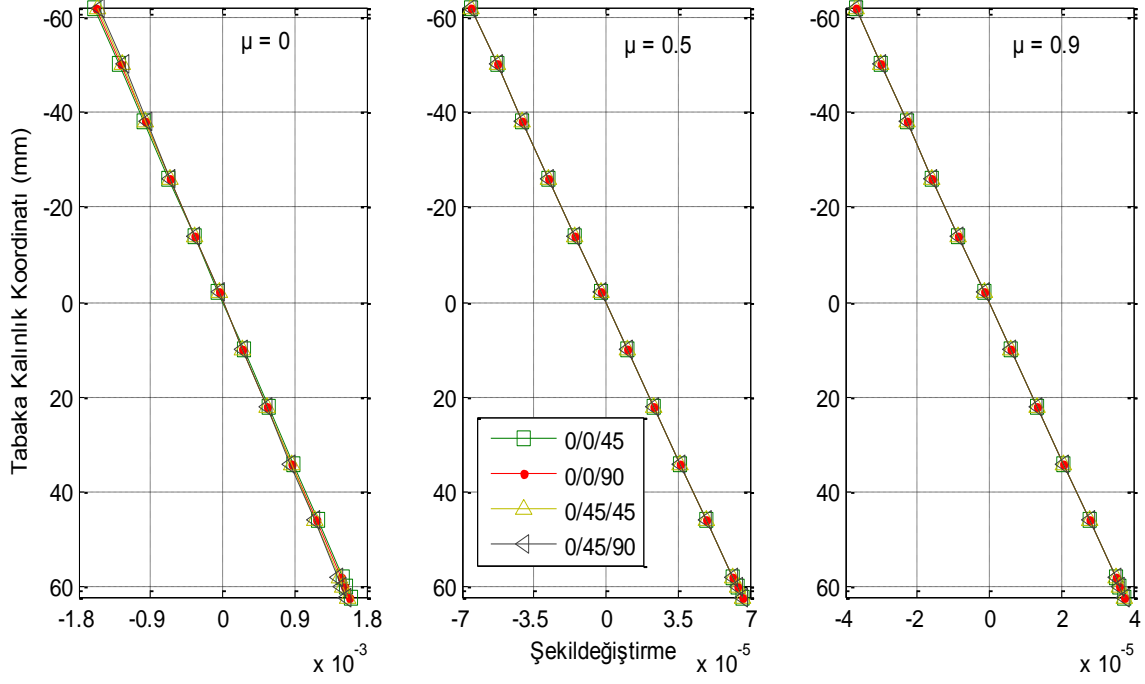 µ = 0
µ = 0.5
µ = 0.9
Tabaka Kalınlık Koordinatı (mm)
-60
-40
-20
0
20
40
60
-60
-40
-20
0
20
40
60
-60
-40
-20
0
20
40
60
0/0/45
0/0/90
0/45/45
0/45/90
-1.8 -0.9 0 0.9 1.8
-7 -3.5 0 3.5 7
-4 -2 0 2 4
x 10⁻³
x 10⁻⁵
x 10⁻⁵
Şekildeğiştirme